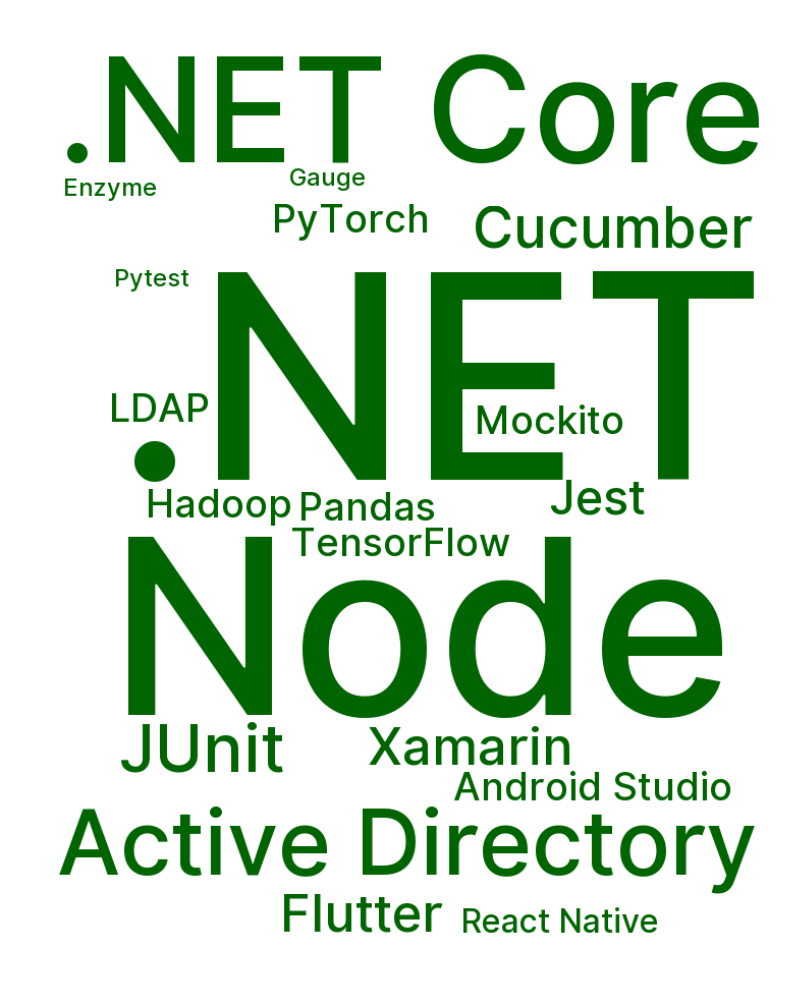 .NET Core
Enzyme
Gauge
PyTorch
Cucumber
Pytest
.NET
LDAP
Mockito
Hadoop
Pandas
Jest
TensorFlow
Node
JUnit
Xamarin
Android Studio
Active Directory
Flutter
React Native